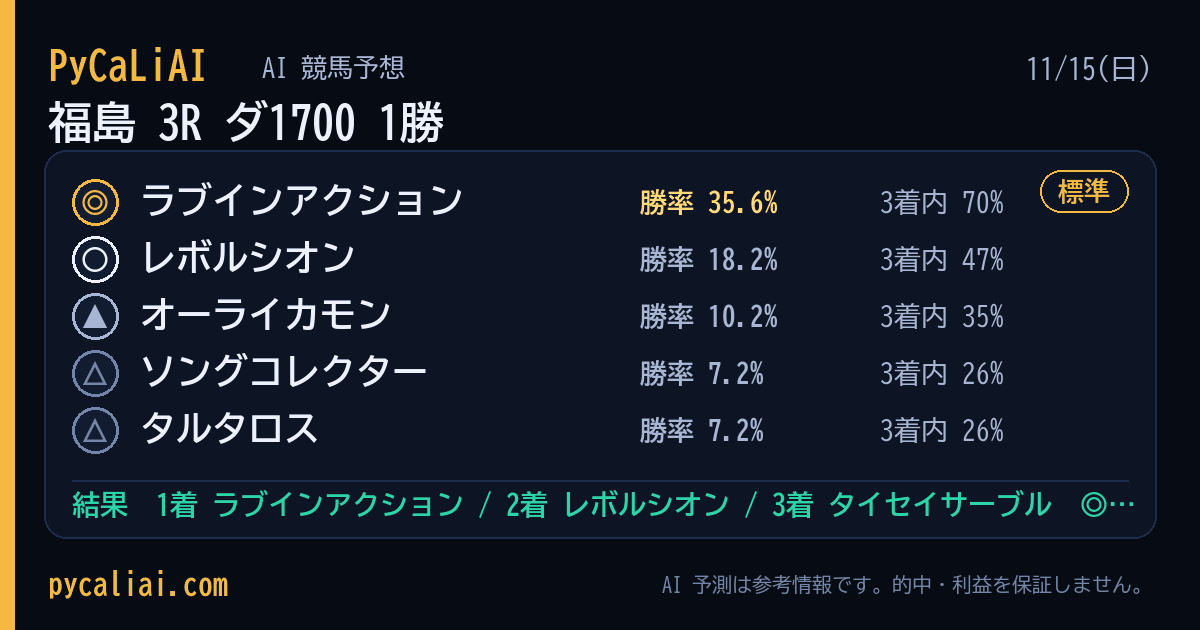 PyCaLiAI AI 競馬予想 11/15(日)
福島 3R ダ1700 1勝
◎ ラブインアクション 勝率 35.6% 3着内 70% 標準
○ レボルシオン 勝率 18.2% 3着内 47%
▲ オーライカモン 勝率 10.2% 3着内 35%
△ ソングコレクター 勝率 7.2% 3着内 26%
△ タルタロス 勝率 7.2% 3着内 26%
結果 1着 ラブインアクション / 2着 レボルシオン / 3着 タイセイサーブル ◎…
pycaliai.com AI 予測は参考情報です。的中・利益を保証しません。